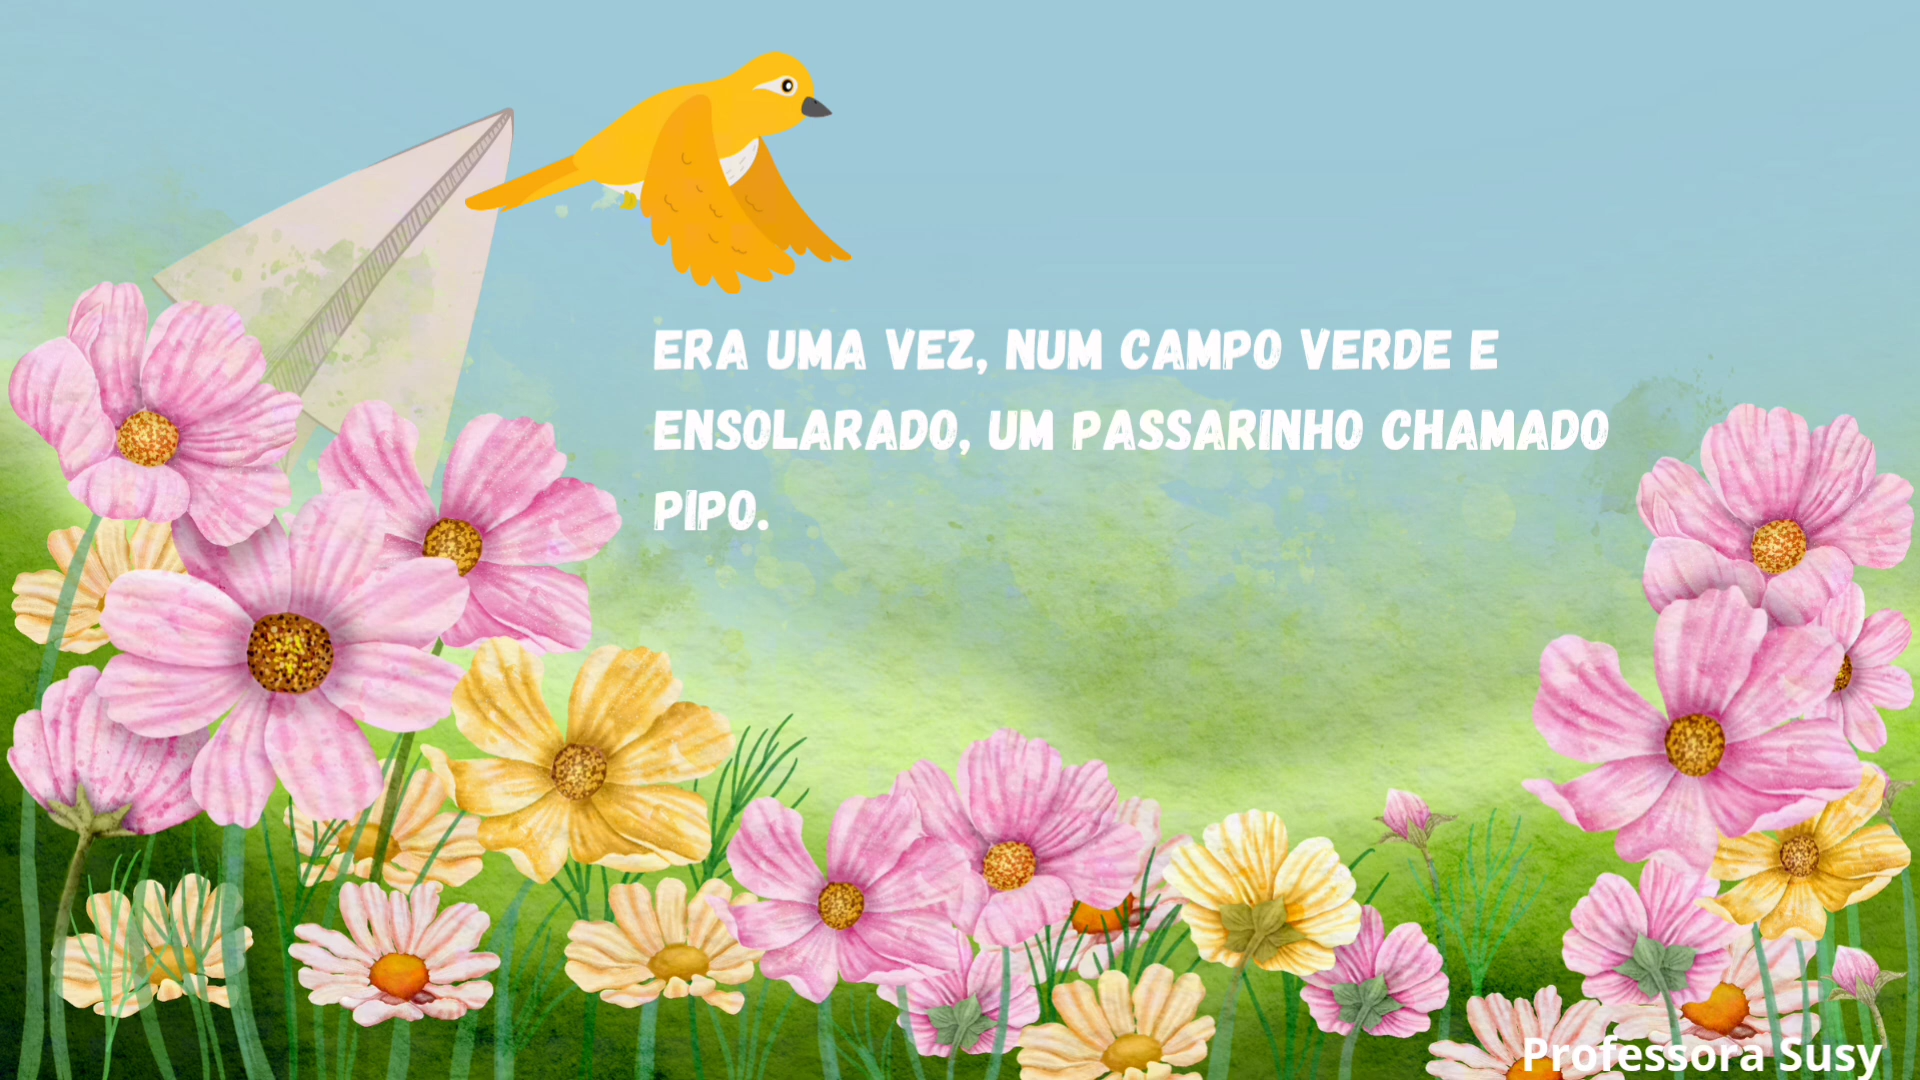 ERA UMA VEZ, NUM CAMPO VERDE E
ENSOLARADO, UM PASSARINHO CHAMADO
PIPO.
Professora Susy